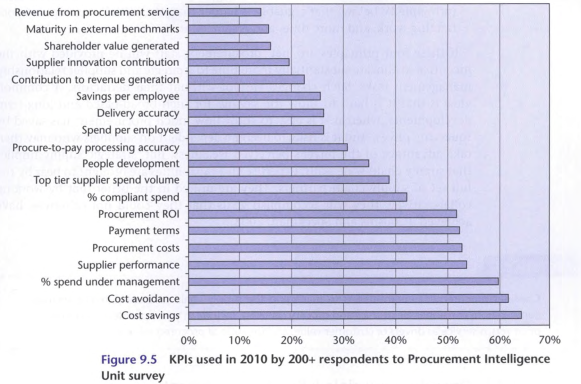 Revenue from procurement service
Maturity in external benchmarks
Shareholder value generated
Supplier innovation contribution
Contribution to revenue generation
Savings per employee
Delivery accuracy
Spend per employee
Procure-to-pay processing accuracy
People development
Top tier supplier spend volume
% compliant spend
Procurement ROI
Payment terms
Procurement costs
Supplier performance
% spend under management
Cost avoidance
Cost savings
0% 10% 20% 30% 40% 50% 60% 70%
Figure 9.5 KPIs used in 2010 by 200+ respondents to Procurement Intelligence
Unit survey